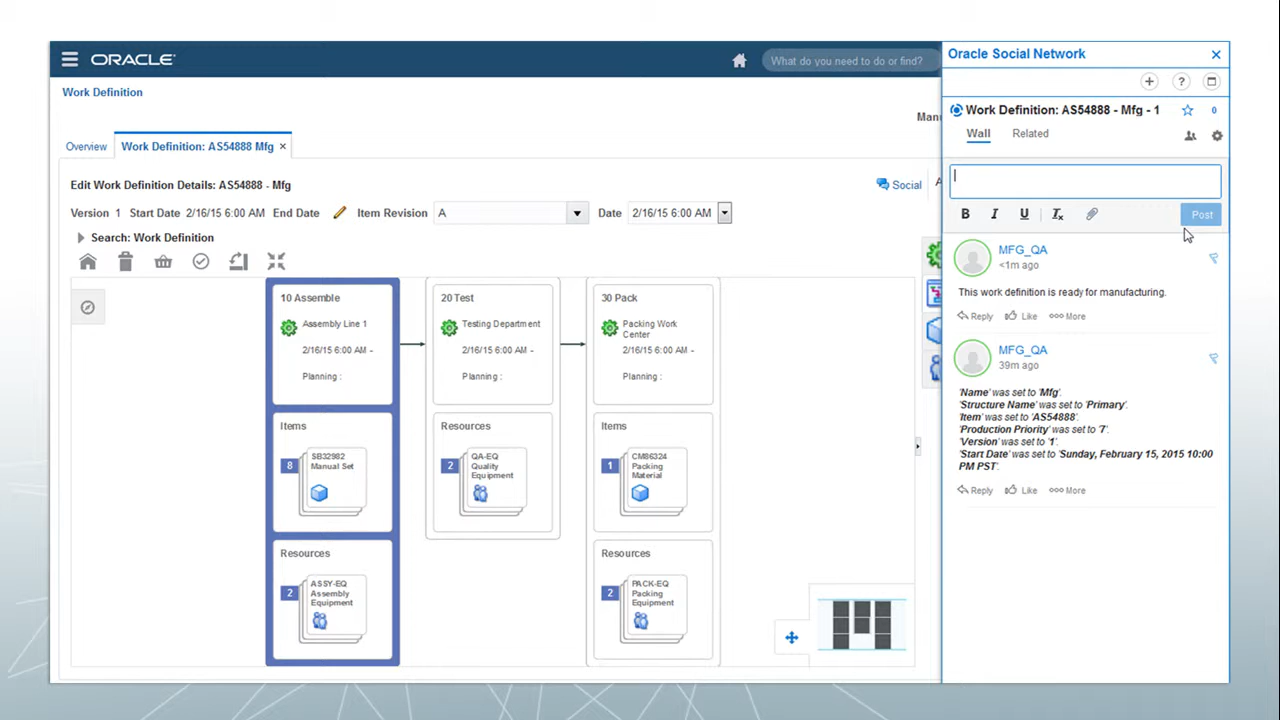 ORACLE
What do you need to do or find?
Work Definition
Overview
Work Definition: AS54888 Mfg ×
Edit Work Definition Details: AS54888 - Mfg
Social
Version 1 Start Date 2/16/15 6:00 AM End Date Item Revision A Date 2/16/15 6:00 AM
Search: Work Definition
10 Assemble
Assembly Line 1
2/16/15 6:00 AM -
Planning :
Items
8
SB32982
Manual Set
Resources
2
ASSY-EQ
Assembly
Equipment
20 Test
Testing Department
2/16/15 6:00 AM -
Planning :
Resources
2
QA-EQ
Quality
Equipment
30 Pack
Packing Work
Center
2/16/15 6:00 AM -
Planning :
Items
1
CM86324
Packing
Material
Resources
2
PACK-EQ
Packing
Equipment
Oracle Social Network
Work Definition: AS54888 - Mfg - 1 0
Wall Related
B I U Tx
Post
MFG_QA
<1m ago
This work definition is ready for manufacturing.
Reply Like More
MFG_QA
39m ago
'Name' was set to 'Mfg'.
'Structure Name' was set to 'Primary'.
'Item' was set to 'AS54888'.
'Production Priority' was set to '7'.
'Version' was set to '1'.
'Start Date' was set to 'Sunday, February 15, 2015 10:00
PM PST'.
Reply Like More